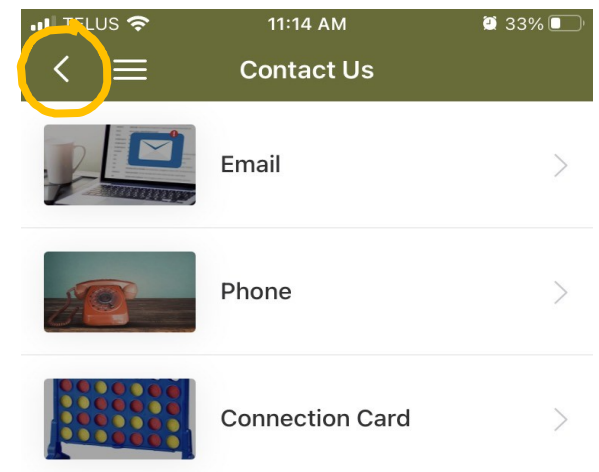 TELUS 11:14 AM 33%
Contact Us
Email
Phone
Connection Card